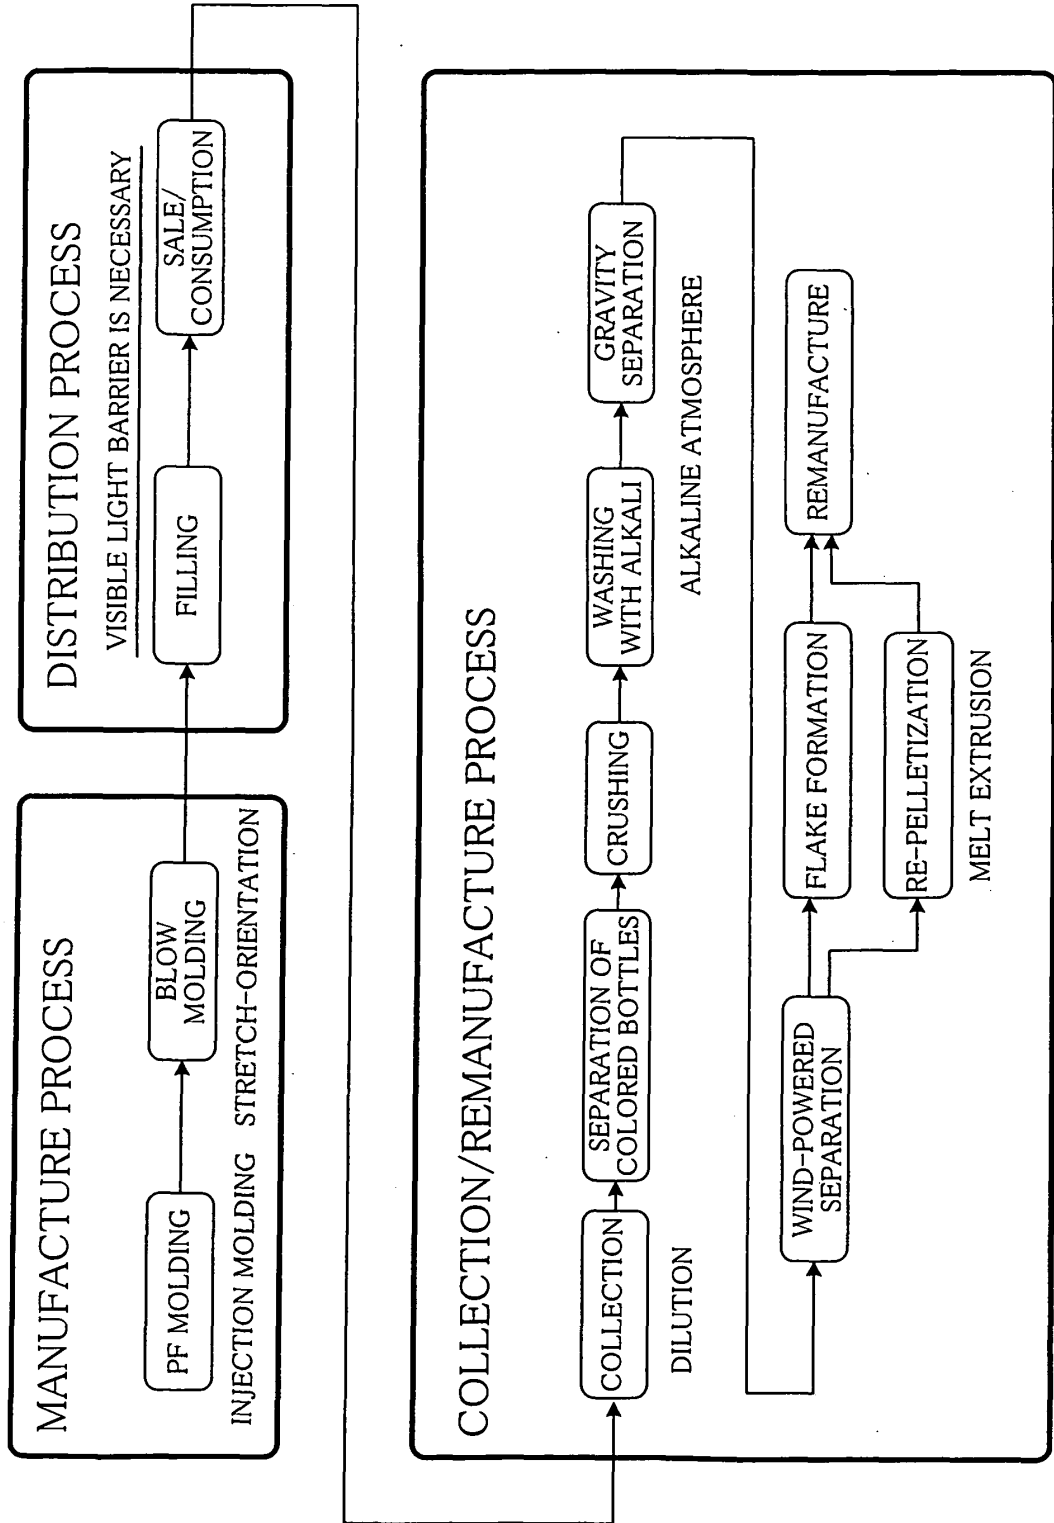 MANUFACTURE PROCESS
PF MOLDING
BLOW
MOLDING
INJECTION MOLDING
STRETCH-ORIENTATION
DISTRIBUTION PROCESS
VISIBLE LIGHT BARRIER IS NECESSARY
FILLING
SALE/
CONSUMPTION
COLLECTION/REMANUFACTURE PROCESS
COLLECTION
SEPARATION OF
COLORED BOTTLES
CRUSHING
WASHING
WITH ALKALI
GRAVITY
SEPARATION
DILUTION
ALKALINE ATMOSPHERE
WIND-POWERED
SEPARATION
FLAKE FORMATION
REMANUFACTURE
RE-PELLETIZATION
MELT EXTRUSION